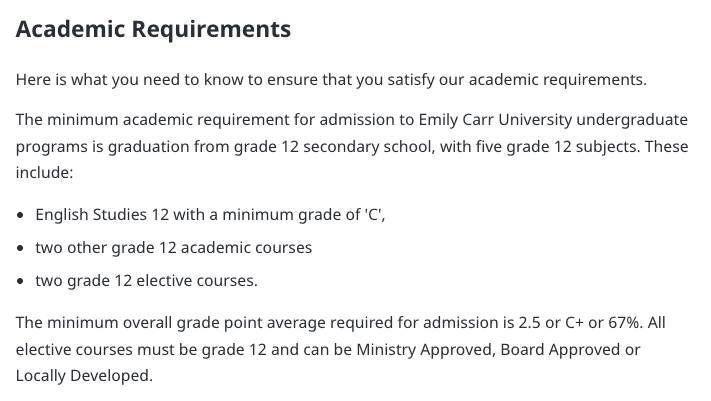 Academic Requirements
Here is what you need to know to ensure that you satisfy our academic requirements.
The minimum academic requirement for admission to Emily Carr University undergraduate
programs is graduation from grade 12 secondary school, with five grade 12 subjects. These
include:
• English Studies 12 with a minimum grade of 'C',
• two other grade 12 academic courses
• two grade 12 elective courses.
The minimum overall grade point average required for admission is 2.5 or C+ or 67%. All
elective courses must be grade 12 and can be Ministry Approved, Board Approved or
Locally Developed.